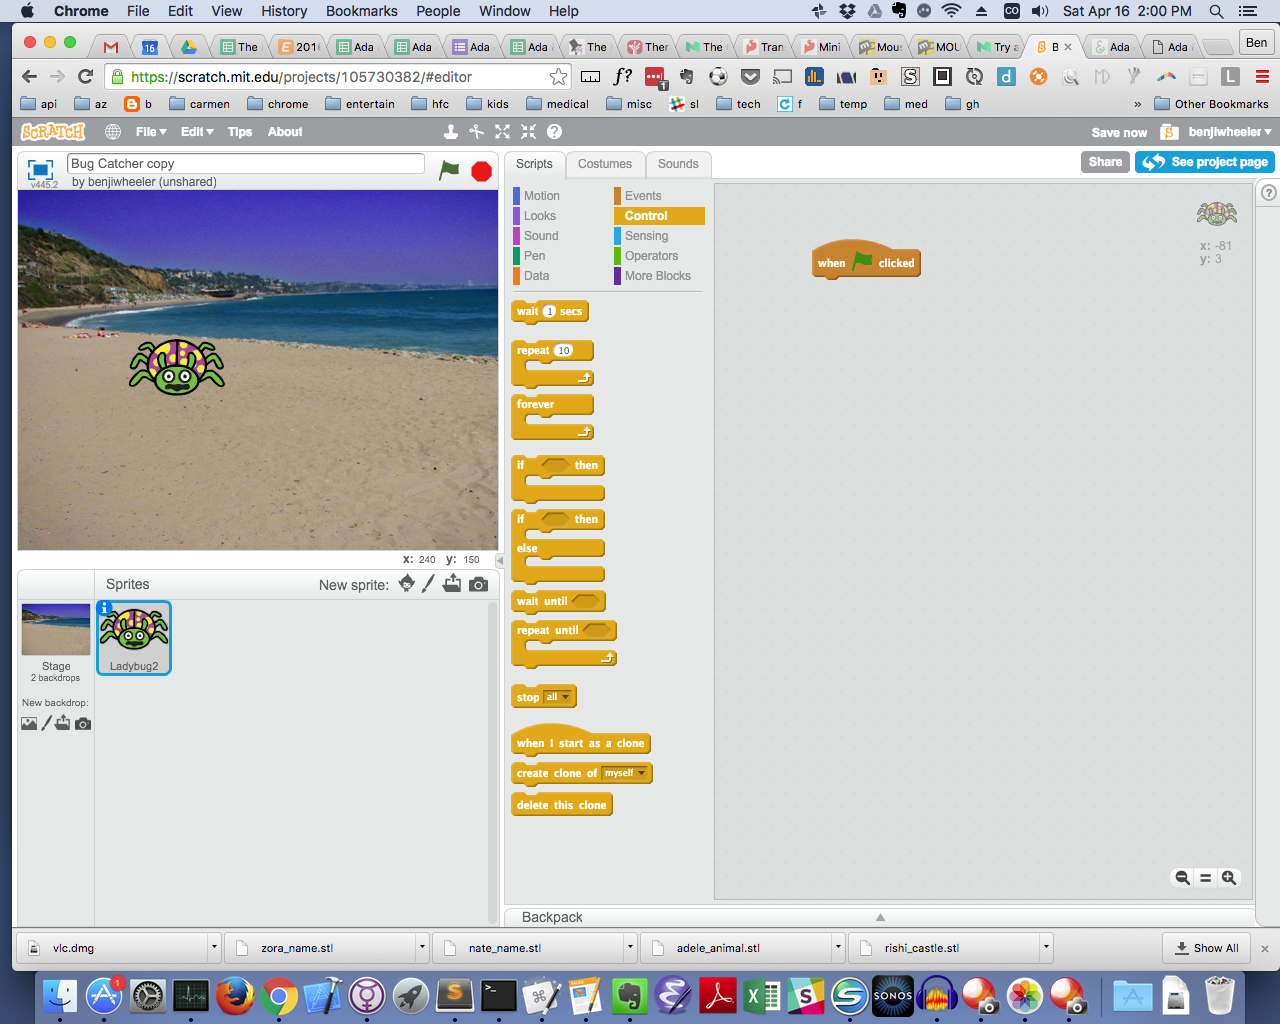 Chrome File Edit View History Bookmarks People Window Help CO Sat Apr 16 2:00 PM
16 The 201 Ada Ada Ada Ada The Ther The Tran Mini Mous MOU Try a B Ada Ada Ben
https://scratch.mit.edu/projects/105730382/#editor f? 1 S d L
api az b carmen chrome entertain hfc kids medical misc sl tech f temp med gh » Other Bookmarks
SCRATCH File Edit Tips About Save now benjiwheeler
v445.2 Bug Catcher copy
by benjiwheeler (unshared)
Scripts Costumes Sounds Share See project page
Motion Events
Looks Control
Sound Sensing
Pen Operators
Data More Blocks
wait 1 secs
repeat 10
forever
if then
if then
else
wait until
repeat until
stop all
when I start as a clone
create clone of myself
delete this clone
when clicked
x: -81
y: 3
x: 240 y: 150
Sprites New sprite:
Stage
2 backdrops
New backdrop:
Ladybug2
Backpack
vlc.dmg zora_name.stl nate_name.stl adele_animal.stl rishi_castle.stl Show All
1 S >_ X S S SONOS A